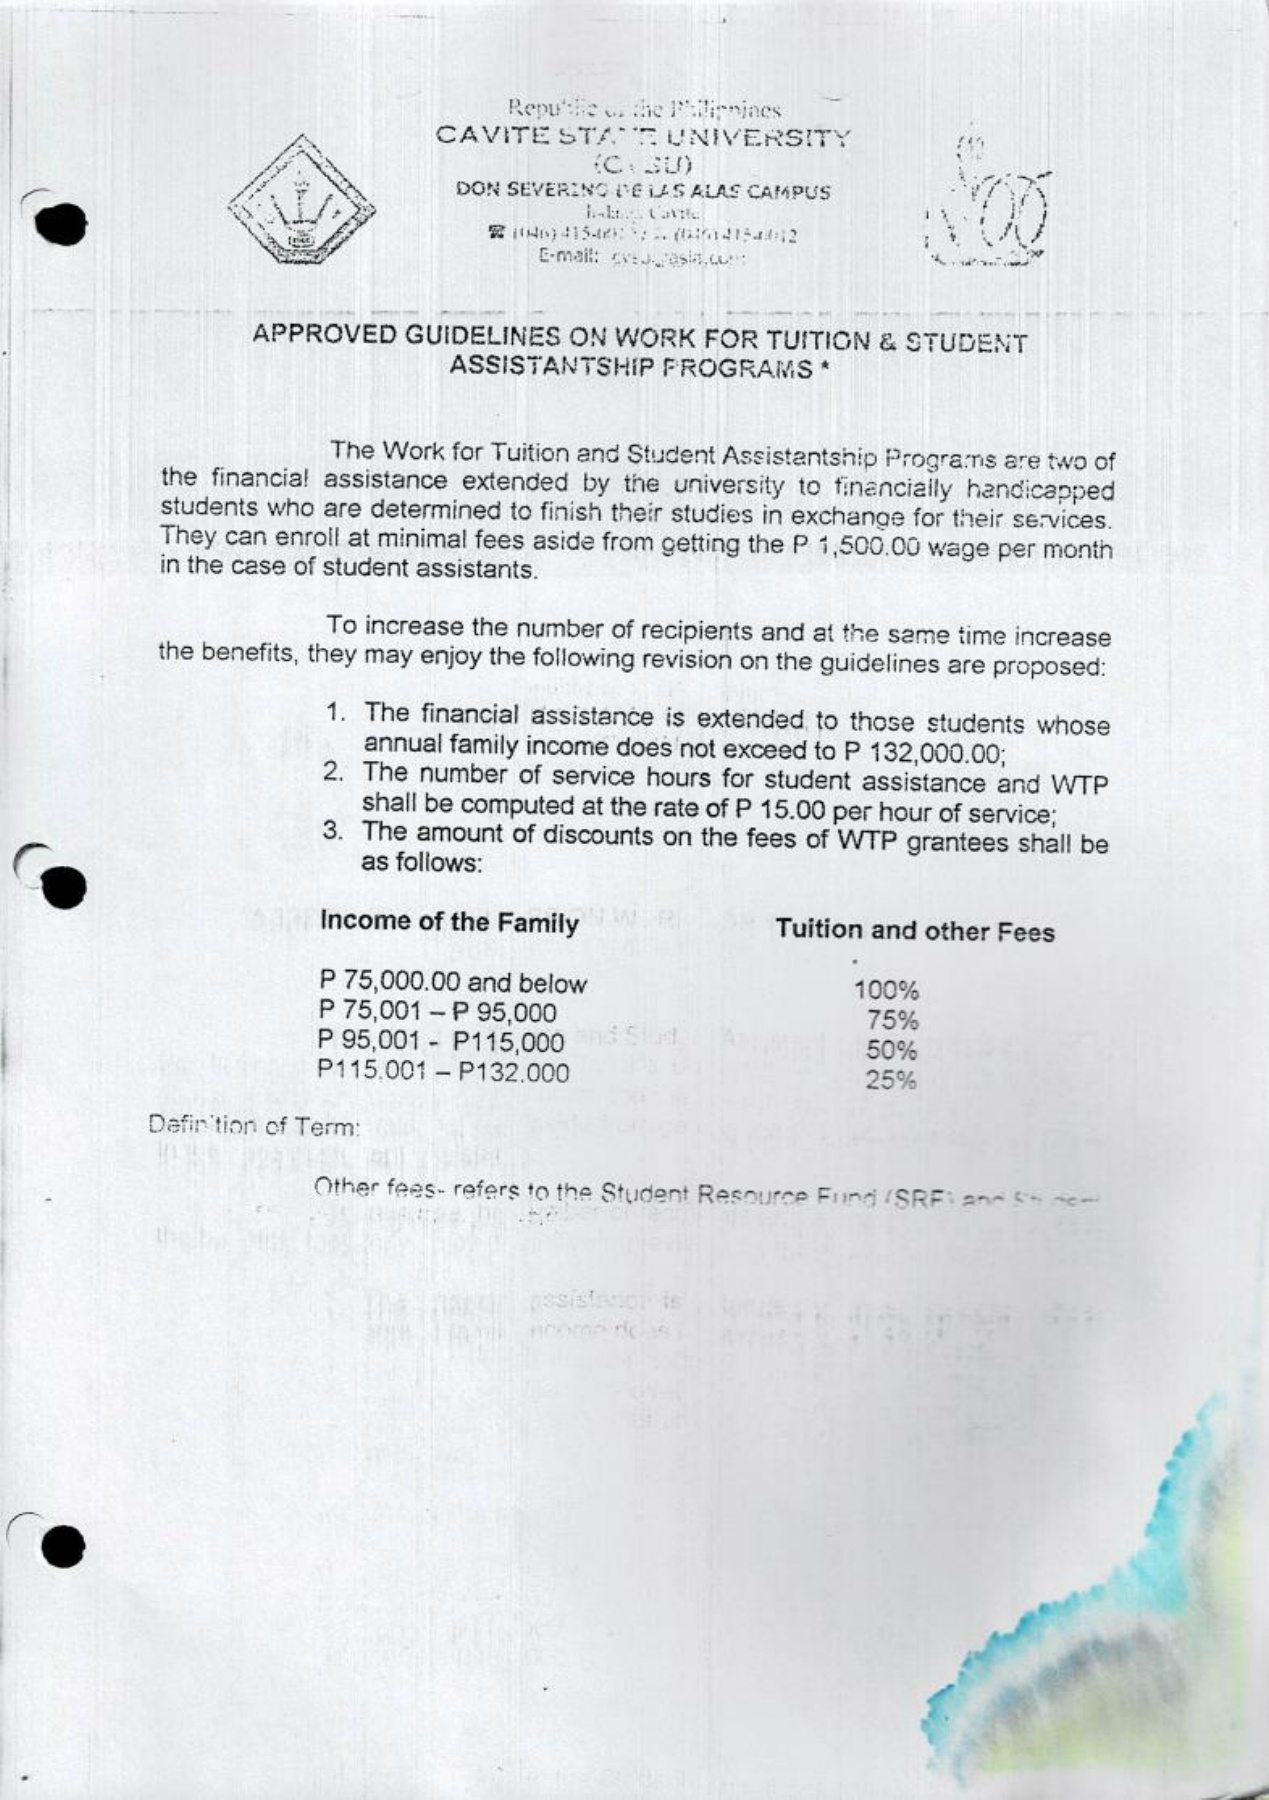 Republic of the Philippines
CAVITE STATE UNIVERSITY
(CvSU)
DON SEVERINO DE LAS ALAS CAMPUS
Cavite
E-mail:
APPROVED GUIDELINES ON WORK FOR TUITION & STUDENT
ASSISTANTSHIP PROGRAMS *
The Work for Tuition and Student Assistantship Programs are two of
the financial assistance extended by the university to financially handicapped
students who are determined to finish their studies in exchange for their services.
They can enroll at minimal fees aside from getting the P 1,500.00 wage per month
in the case of student assistants.
To increase the number of recipients and at the same time increase
the benefits, they may enjoy the following revision on the guidelines are proposed:
1. The financial assistance is extended to those students whose
annual family income does not exceed to P 132,000.00;
2. The number of service hours for student assistance and WTP
shall be computed at the rate of P 15.00 per hour of service;
3. The amount of discounts on the fees of WTP grantees shall be
as follows:
Income of the Family Tuition and other Fees
P 75,000.00 and below 100%
P 75,001 – P 95,000 75%
P 95,001 - P115,000 50%
P115,001 – P132.000 25%
Definition of Term:
Other fees- refers to the Student Resource Fund (SRF) and